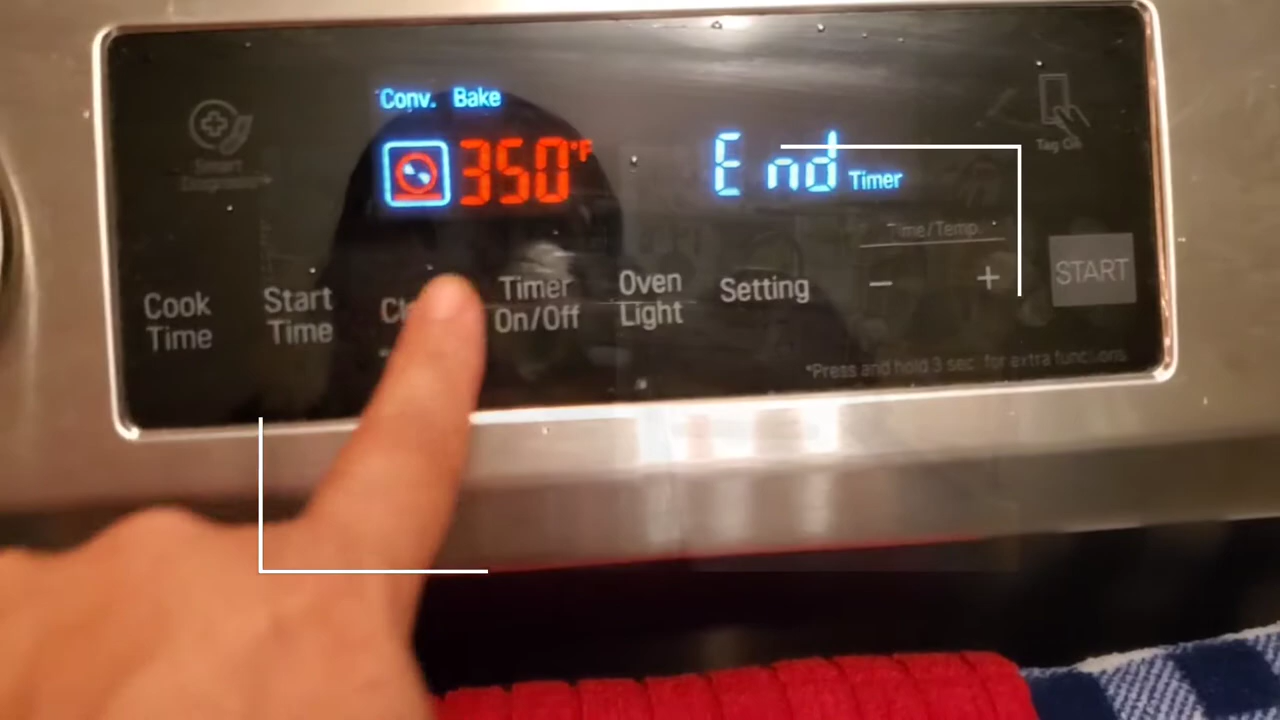 Conv. Bake
350°F
End Timer
Smart
Diagnosis
Tag On
Time/Temp.
Cook
Time
Start
Time
Timer
On/Off
Oven
Light
Setting
−
+
START
*Press and hold 3 sec. for extra functions